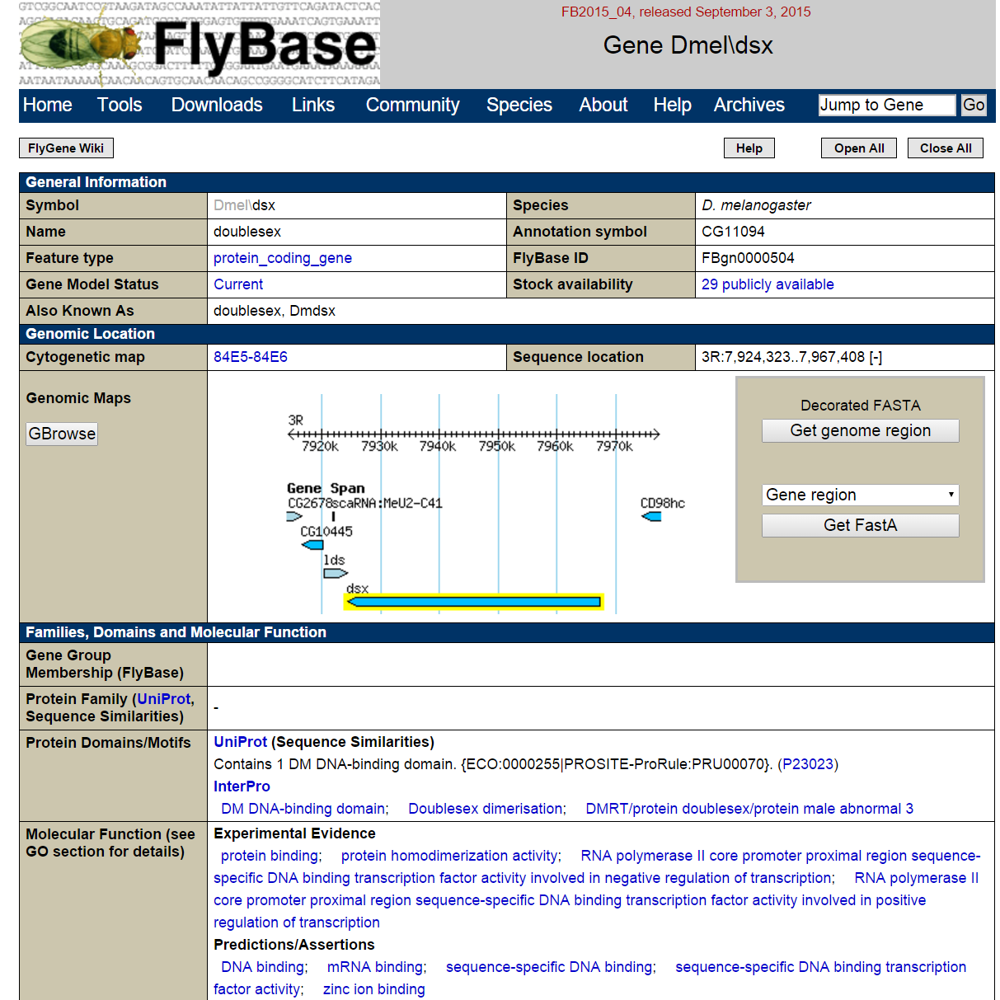 FlyBase
FB2015_04, released September 3, 2015
Gene Dmel\dsx
Home Tools Downloads Links Community Species About Help Archives Jump to Gene Go
FlyGene Wiki Help Open All Close All
General Information
Symbol Dmel\dsx Species D. melanogaster
Name doublesex Annotation symbol CG11094
Feature type protein_coding_gene FlyBase ID FBgn0000504
Gene Model Status Current Stock availability 29 publicly available
Also Known As doublesex, Dmdsx
Genomic Location
Cytogenetic map 84E5-84E6 Sequence location 3R:7,924,323..7,967,408 [-]
Genomic Maps
GBrowse
3R
7920k 7930k 7940k 7950k 7960k 7970k
Gene Span
CG2678 scaRNA:MeU2-C41 CD98hc
CG10445
lds
dsx
Decorated FASTA
Get genome region
Gene region
Get FastA
Families, Domains and Molecular Function
Gene Group
Membership (FlyBase)
Protein Family (UniProt,
Sequence Similarities)
-
Protein Domains/Motifs
UniProt (Sequence Similarities)
Contains 1 DM DNA-binding domain. {ECO:0000255|PROSITE-ProRule:PRU00070}. (P23023)
InterPro
DM DNA-binding domain; Doublesex dimerisation; DMRT/protein doublesex/protein male abnormal 3
Molecular Function (see
GO section for details)
Experimental Evidence
protein binding; protein homodimerization activity; RNA polymerase II core promoter proximal region sequence-
specific DNA binding transcription factor activity involved in negative regulation of transcription; RNA polymerase II
core promoter proximal region sequence-specific DNA binding transcription factor activity involved in positive
regulation of transcription
Predictions/Assertions
DNA binding; mRNA binding; sequence-specific DNA binding; sequence-specific DNA binding transcription
factor activity; zinc ion binding